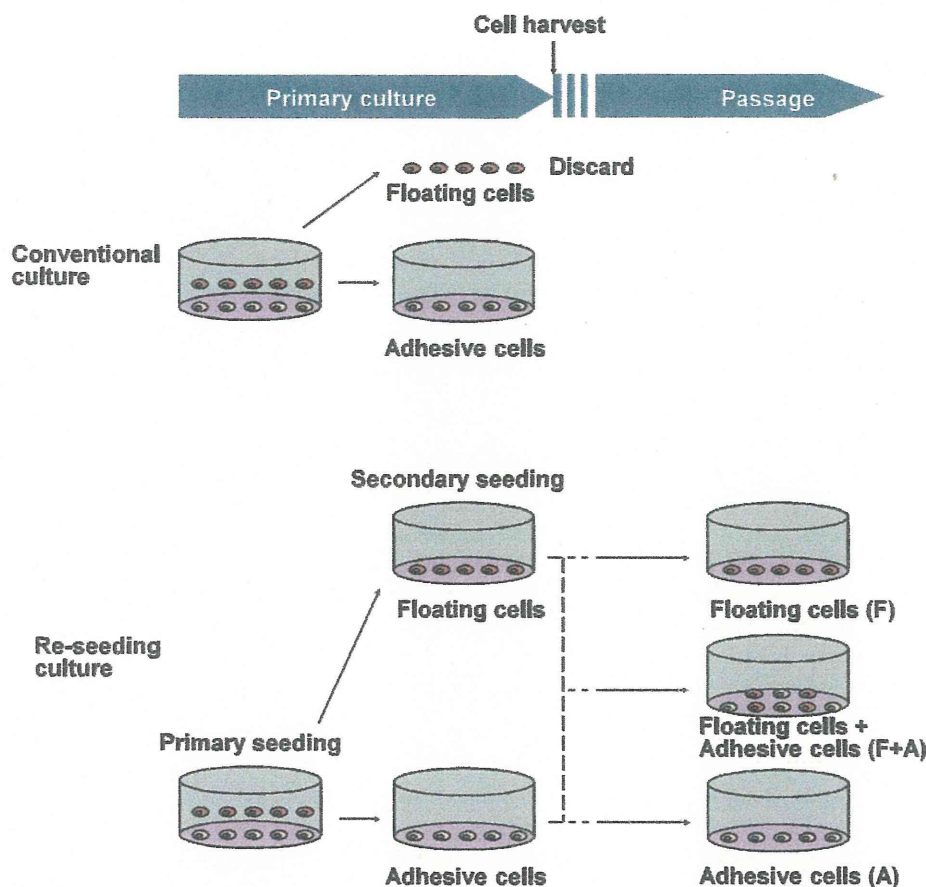 Cell harvest
Primary culture
Passage
Discard
Floating cells
Conventional
culture
Adhesive cells
Secondary seeding
Floating cells
Floating cells (F)
Re-seeding
culture
Floating cells +
Adhesive cells (F+A)
Primary seeding
Adhesive cells
Adhesive cells (A)